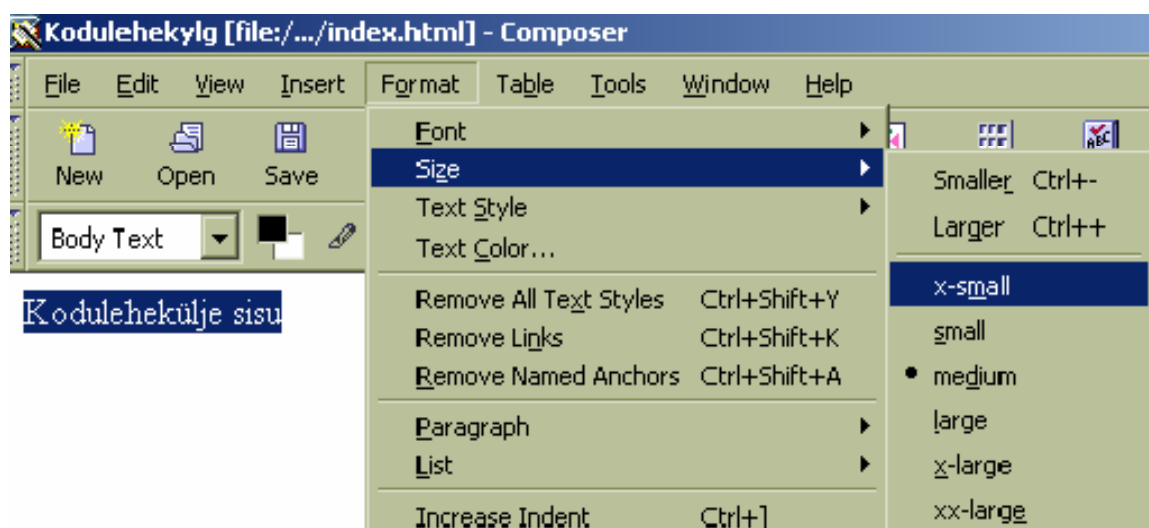 Kodulehekylg [file:/.../index.html] - Composer
File Edit View Insert Format Table Tools Window Help
New Open Save
Body Text
Kodulehekülje sisu
Font
Size
Text Style
Text Color...
Remove All Text Styles Ctrl+Shift+Y
Remove Links Ctrl+Shift+K
Remove Named Anchors Ctrl+Shift+A
Paragraph
List
Increase Indent Ctrl+]
ABC
Smaller Ctrl+-
Larger Ctrl++
x-small
small
medium
large
x-large
xx-large